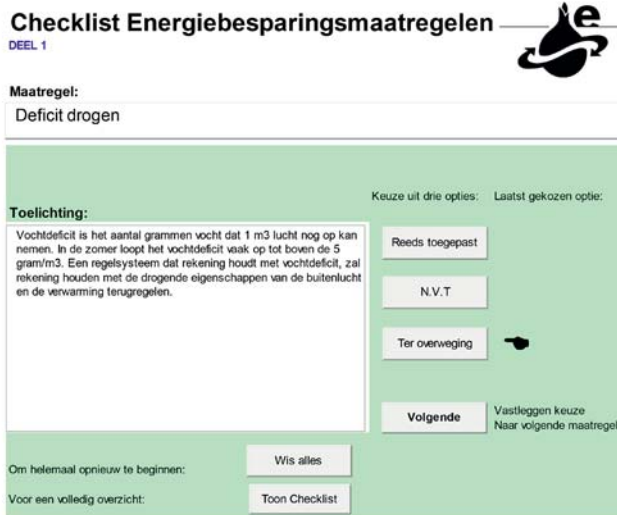 Checklist Energiebesparingsmaatregelen
e
DEEL 1
Maatregel:
Deficit drogen
Keuze uit drie opties: Laatst gekozen optie:
Toelichting:
Vochtdeficit is het aantal grammen vocht dat 1 m3 lucht nog op kan
nemen. In de zomer loopt het vochtdeficit vaak op tot boven de 5
gram/m3. Een regelsysteem dat rekening houdt met vochtdeficit, zal
rekening houden met de drogende eigenschappen van de buitenlucht
en de verwarming terugregelen.
Reeds toegepast
N.V.T
Ter overweging
Volgende
Vastleggen keuze
Naar volgende maatregel
Om helemaal opnieuw te beginnen:
Wis alles
Voor een volledig overzicht:
Toon Checklist